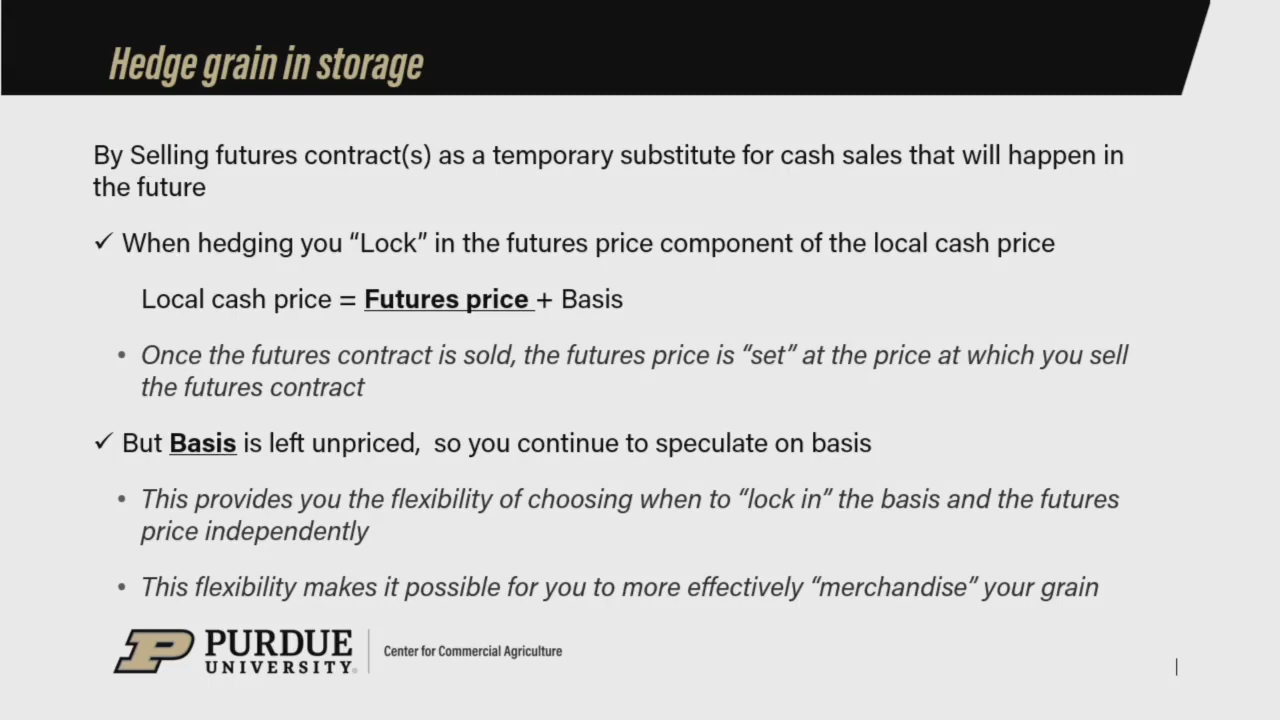 Hedge grain in storage
By Selling futures contract(s) as a temporary substitute for cash sales that will happen in
the future
✓ When hedging you “Lock” in the futures price component of the local cash price
Local cash price = Futures price + Basis
• Once the futures contract is sold, the futures price is “set” at the price at which you sell
the futures contract
✓ But Basis is left unpriced, so you continue to speculate on basis
• This provides you the flexibility of choosing when to “lock in” the basis and the futures
price independently
• This flexibility makes it possible for you to more effectively “merchandise” your grain
P PURDUE
UNIVERSITY®
Center for Commercial Agriculture
|